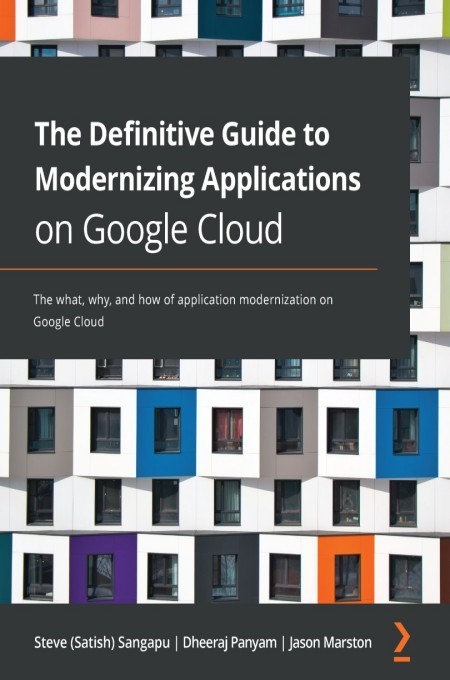 The Definitive Guide to
Modernizing Applications
on Google Cloud
The what, why, and how of application modernization on
Google Cloud
Steve (Satish) Sangapu | Dheeraj Panyam | Jason Marston